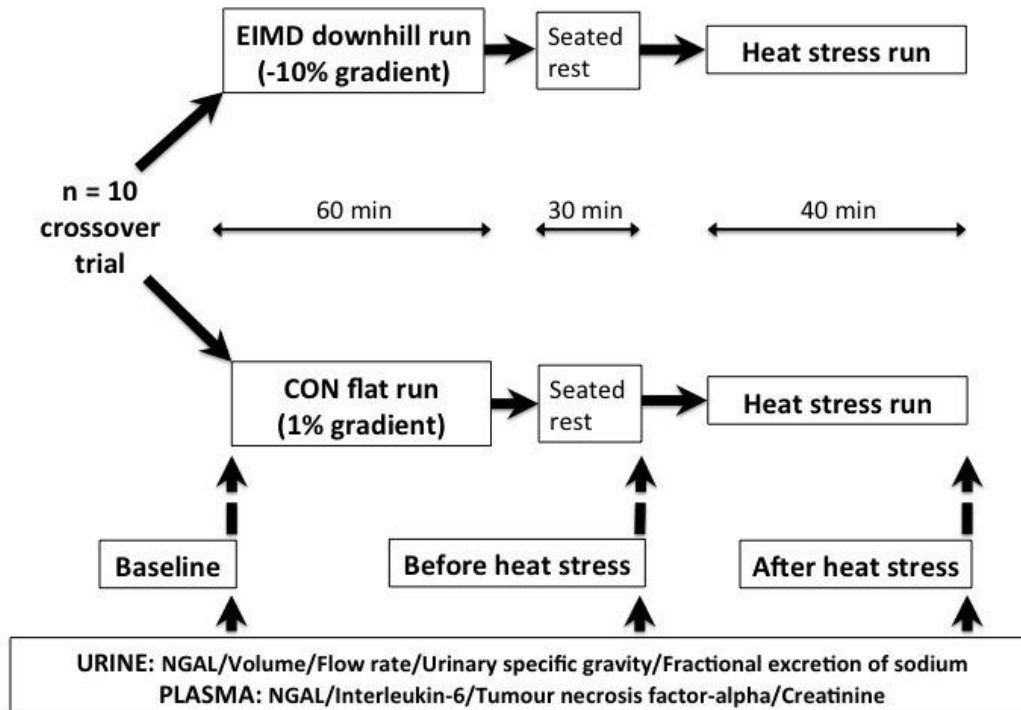 EIMD downhill run
(-10% gradient)
Seated
rest
Heat stress run
n = 10
crossover
trial
60 min
30 min
40 min
CON flat run
(1% gradient)
Seated
rest
Heat stress run
Baseline
Before heat stress
After heat stress
URINE: NGAL/Volume/Flow rate/Urinary specific gravity/Fractional excretion of sodium
PLASMA: NGAL/Interleukin-6/Tumour necrosis factor-alpha/Creatinine